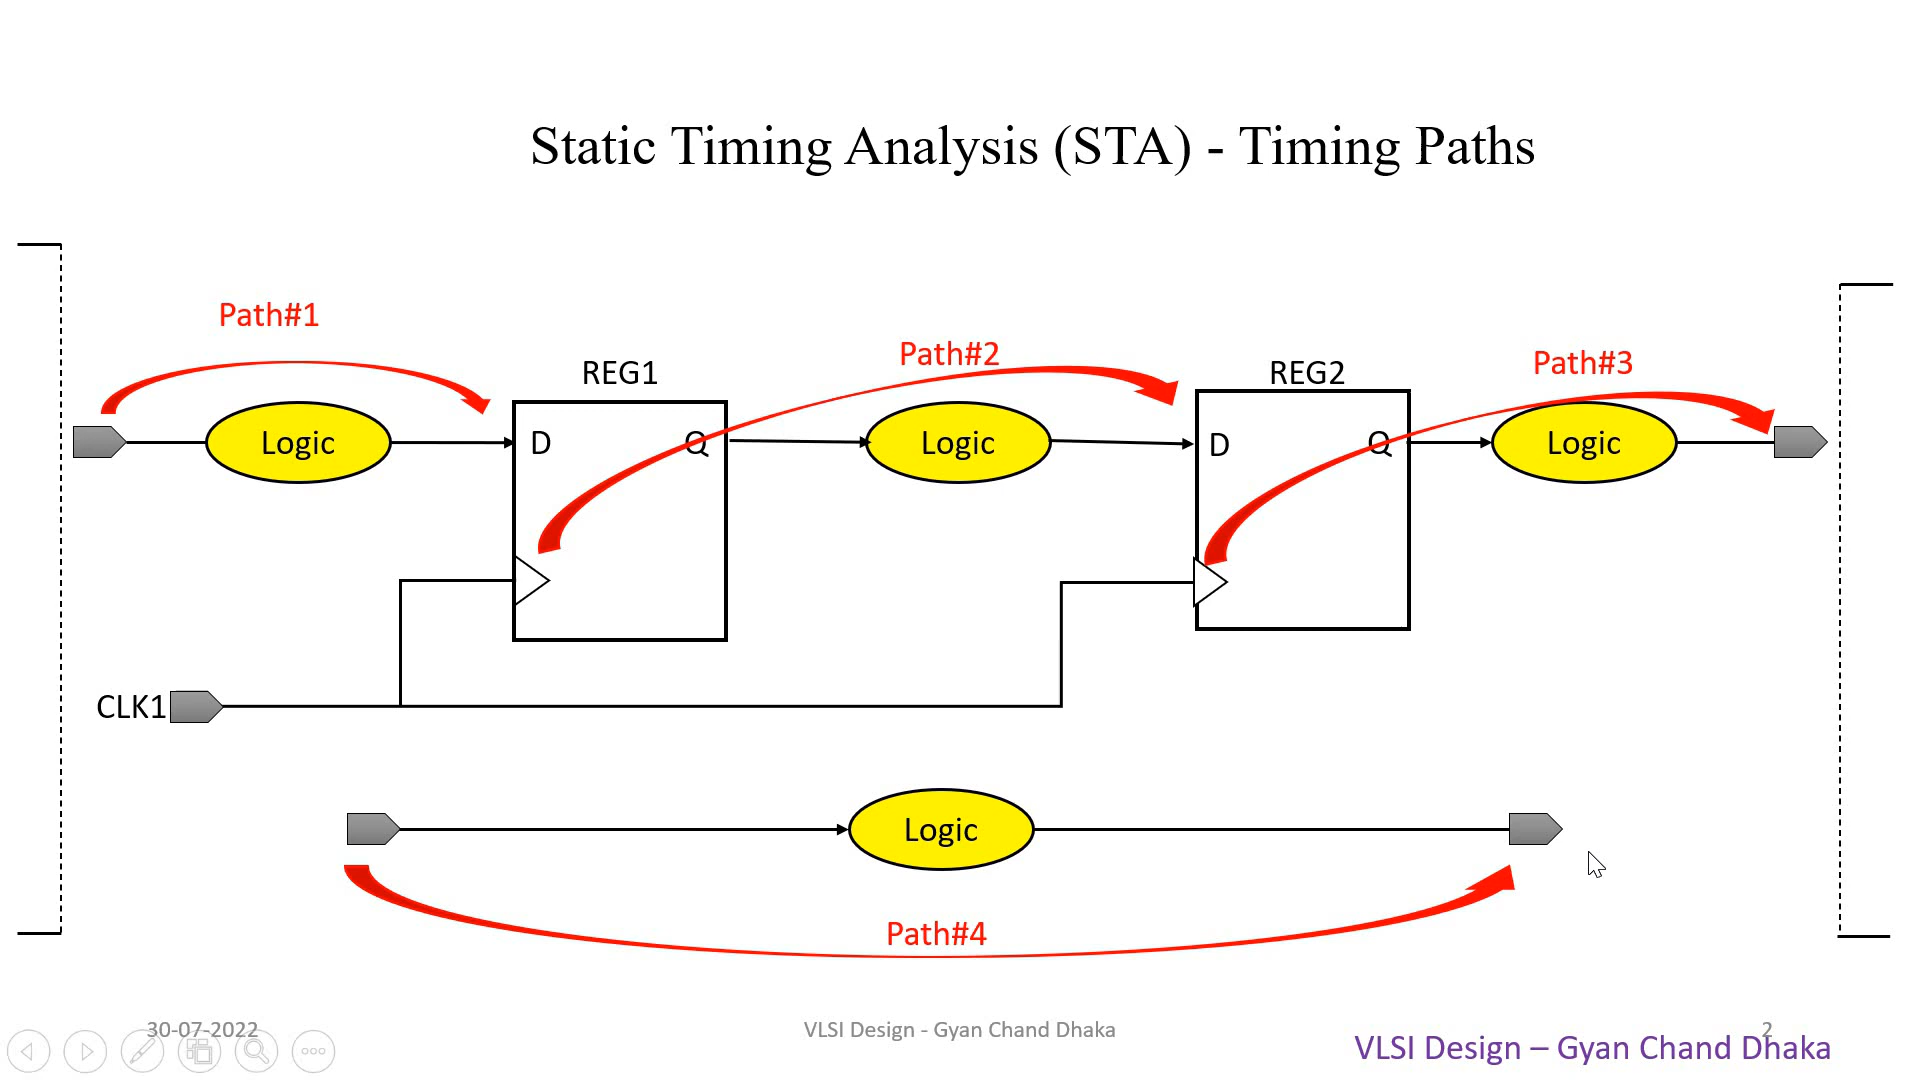 Static Timing Analysis (STA) - Timing Paths
Path#1
Path#2
Path#3
REG1
REG2
Logic
D
Q
Logic
D
Q
Logic
CLK1
Logic
Path#4
30-07-2022
VLSI Design - Gyan Chand Dhaka
2
VLSI Design – Gyan Chand Dhaka